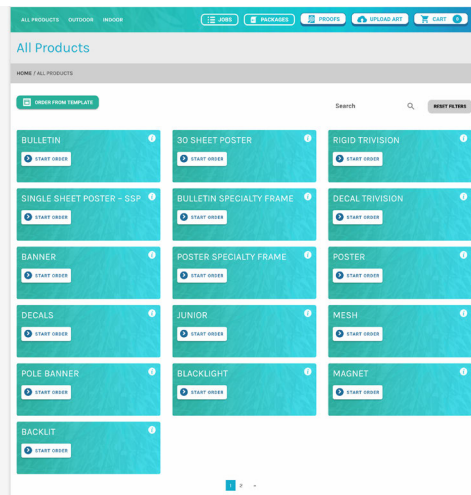 ALL PRODUCTS OUTDOOR INDOOR JOBS PACKAGES PROOFS UPLOAD ART CART 0
All Products
HOME / ALL PRODUCTS
ORDER FROM TEMPLATE Search RESET FILTERS
BULLETIN 30 SHEET POSTER RIGID TRIVISION
START ORDER START ORDER START ORDER
SINGLE SHEET POSTER – SSP BULLETIN SPECIALTY FRAME DECAL TRIVISION
START ORDER START ORDER START ORDER
BANNER POSTER SPECIALTY FRAME POSTER
START ORDER START ORDER START ORDER
DECALS JUNIOR MESH
START ORDER START ORDER START ORDER
POLE BANNER BLACKLIGHT MAGNET
START ORDER START ORDER START ORDER
BACKLIT
START ORDER
1 2 »